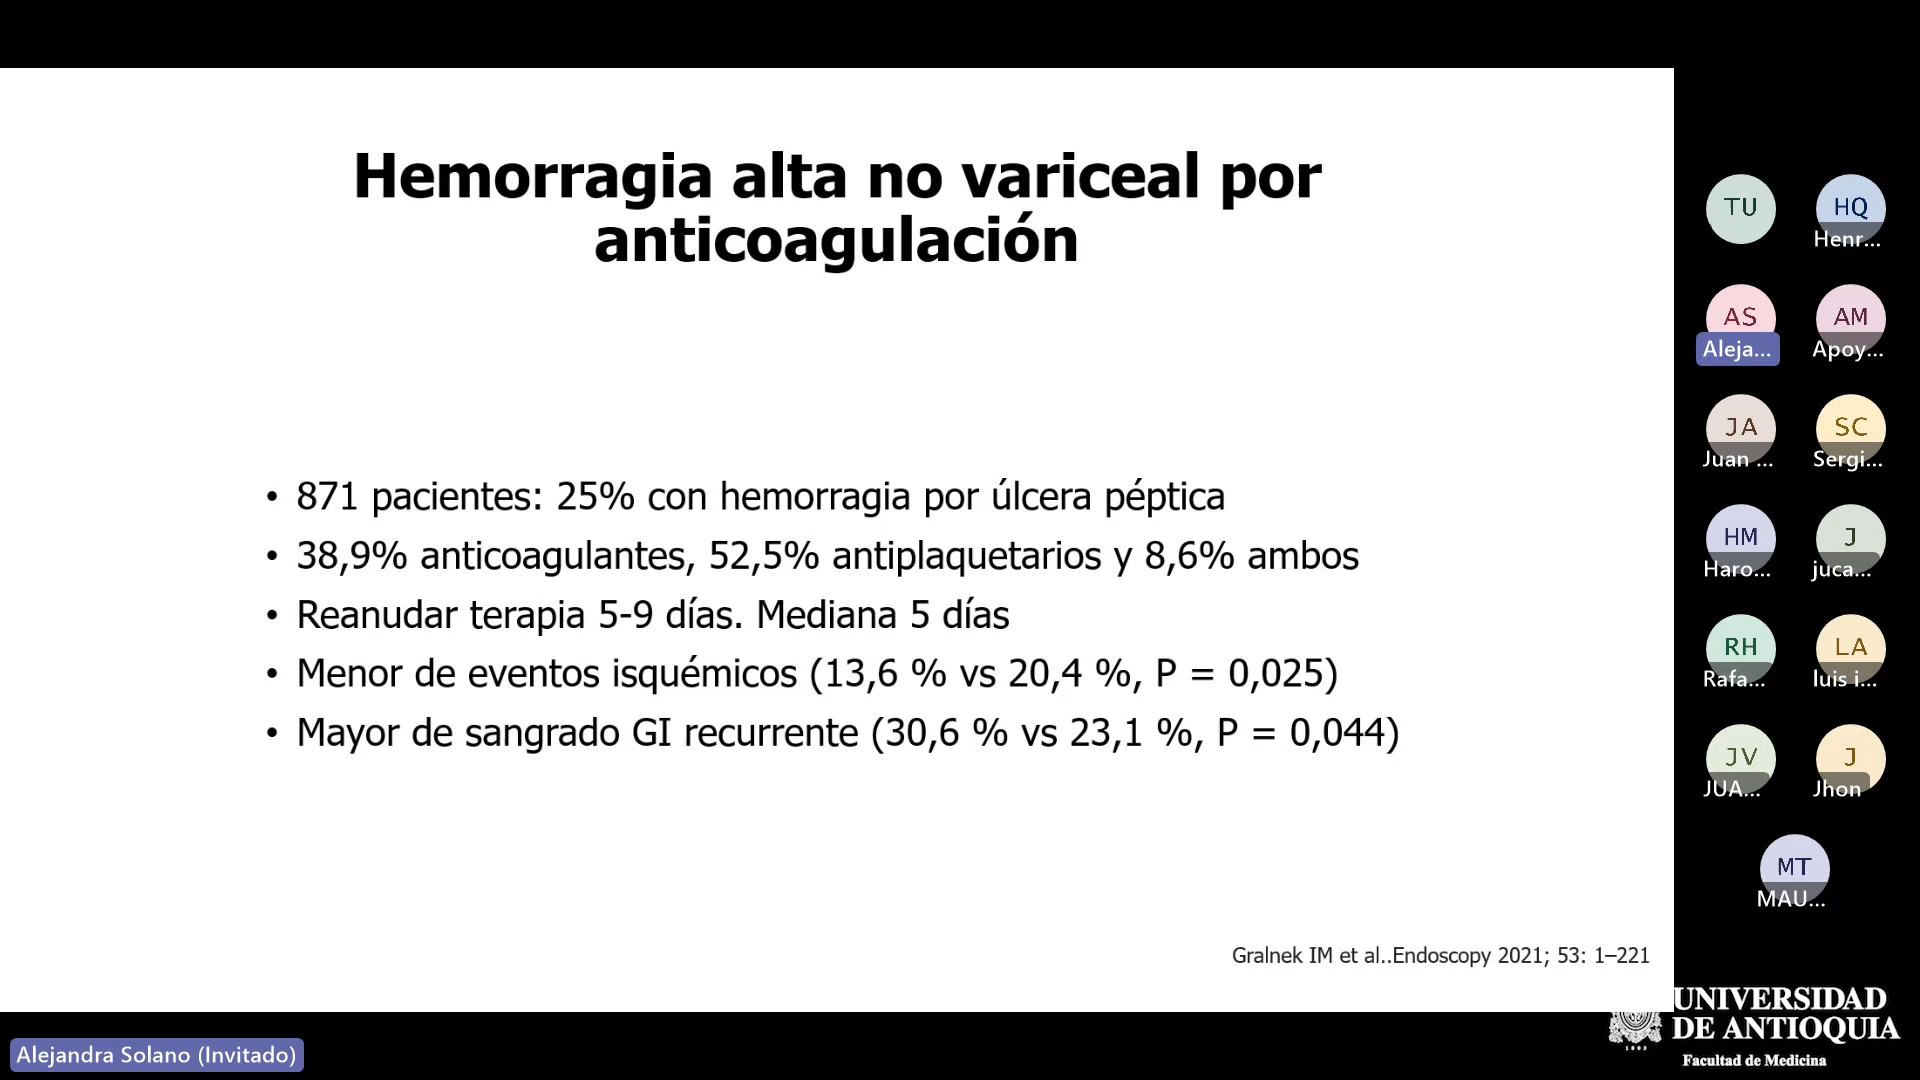 Hemorragia alta no variceal por
anticoagulación
• 871 pacientes: 25% con hemorragia por úlcera péptica
• 38,9% anticoagulantes, 52,5% antiplaquetarios y 8,6% ambos
• Reanudar terapia 5-9 días. Mediana 5 días
• Menor de eventos isquémicos (13,6 % vs 20,4 %, P = 0,025)
• Mayor de sangrado GI recurrente (30,6 % vs 23,1 %, P = 0,044)
Gralnek IM et al..Endoscopy 2021; 53: 1–221
TU
HQ
Henr...
AS
Aleja...
AM
Apoy...
JA
Juan ...
SC
Sergi...
HM
Haro...
J
juca...
RH
Rafa...
LA
luis i...
JV
JUA...
J
Jhon
MT
MAU...
UNIVERSIDAD
DE ANTIOQUIA
1803
Facultad de Medicina
Alejandra Solano (Invitado)